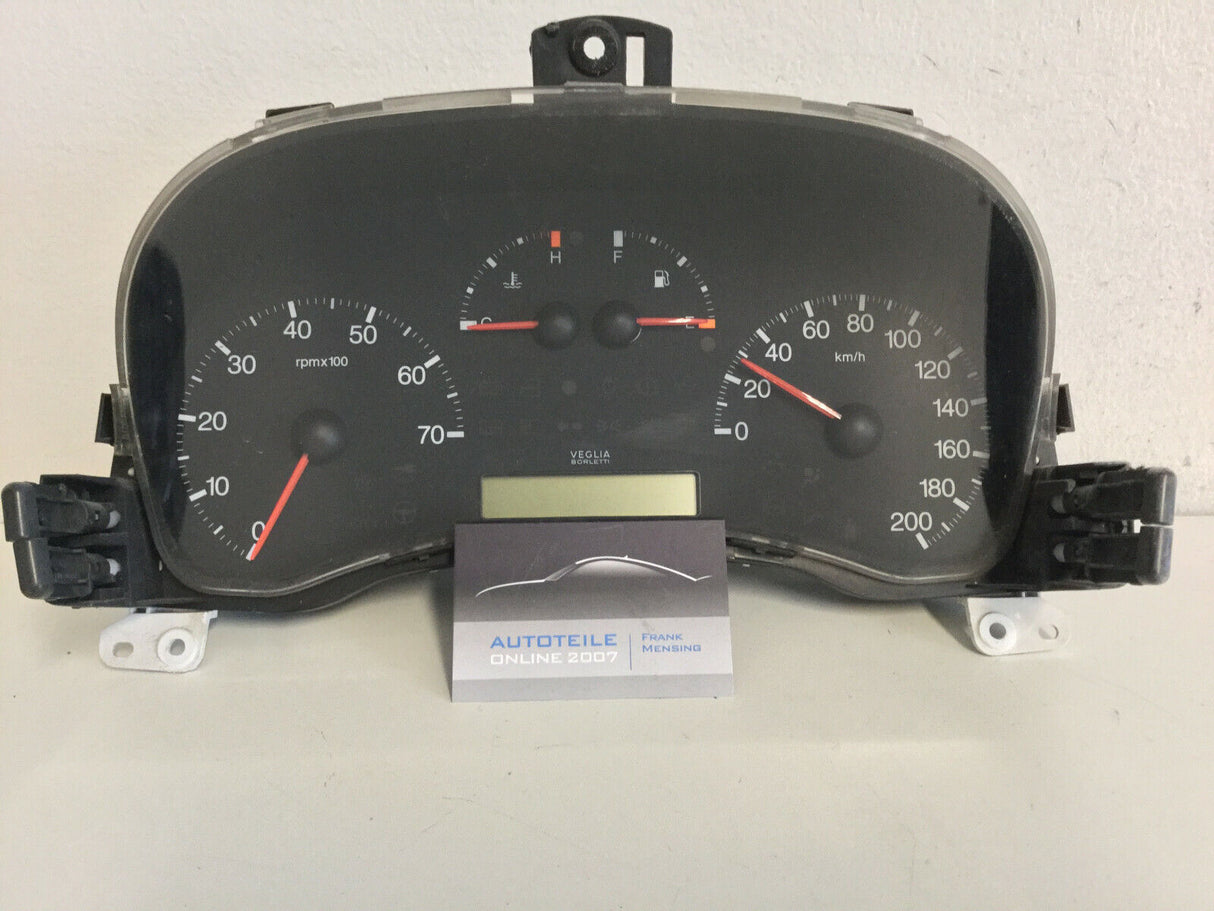 H F
C E
40 50
30 rpmx100 60
20 70
10
0
60 80 100
40 km/h 120
20 140
0 160
180
200
VEGLIA
BORLETTI
AUTOTEILE
ONLINE 2007
FRANK
MENSING